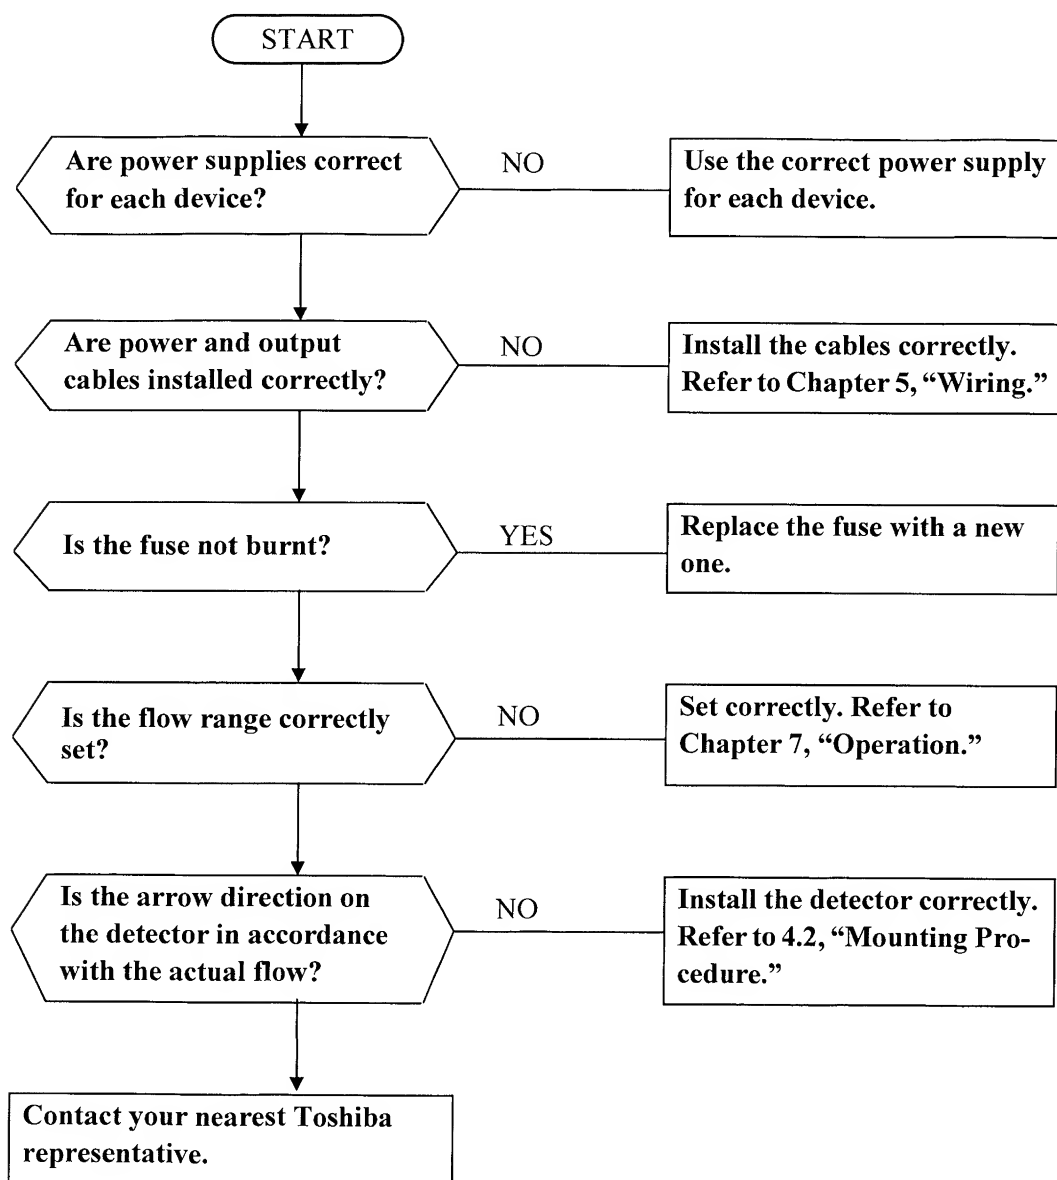 START
Are power supplies correct
for each device?
NO
Use the correct power supply
for each device.
Are power and output
cables installed correctly?
NO
Install the cables correctly.
Refer to Chapter 5, “Wiring.”
Is the fuse not burnt?
YES
Replace the fuse with a new
one.
Is the flow range correctly
set?
NO
Set correctly. Refer to
Chapter 7, “Operation.”
Is the arrow direction on
the detector in accordance
with the actual flow?
NO
Install the detector correctly.
Refer to 4.2, “Mounting Pro-
cedure.”
Contact your nearest Toshiba
representative.